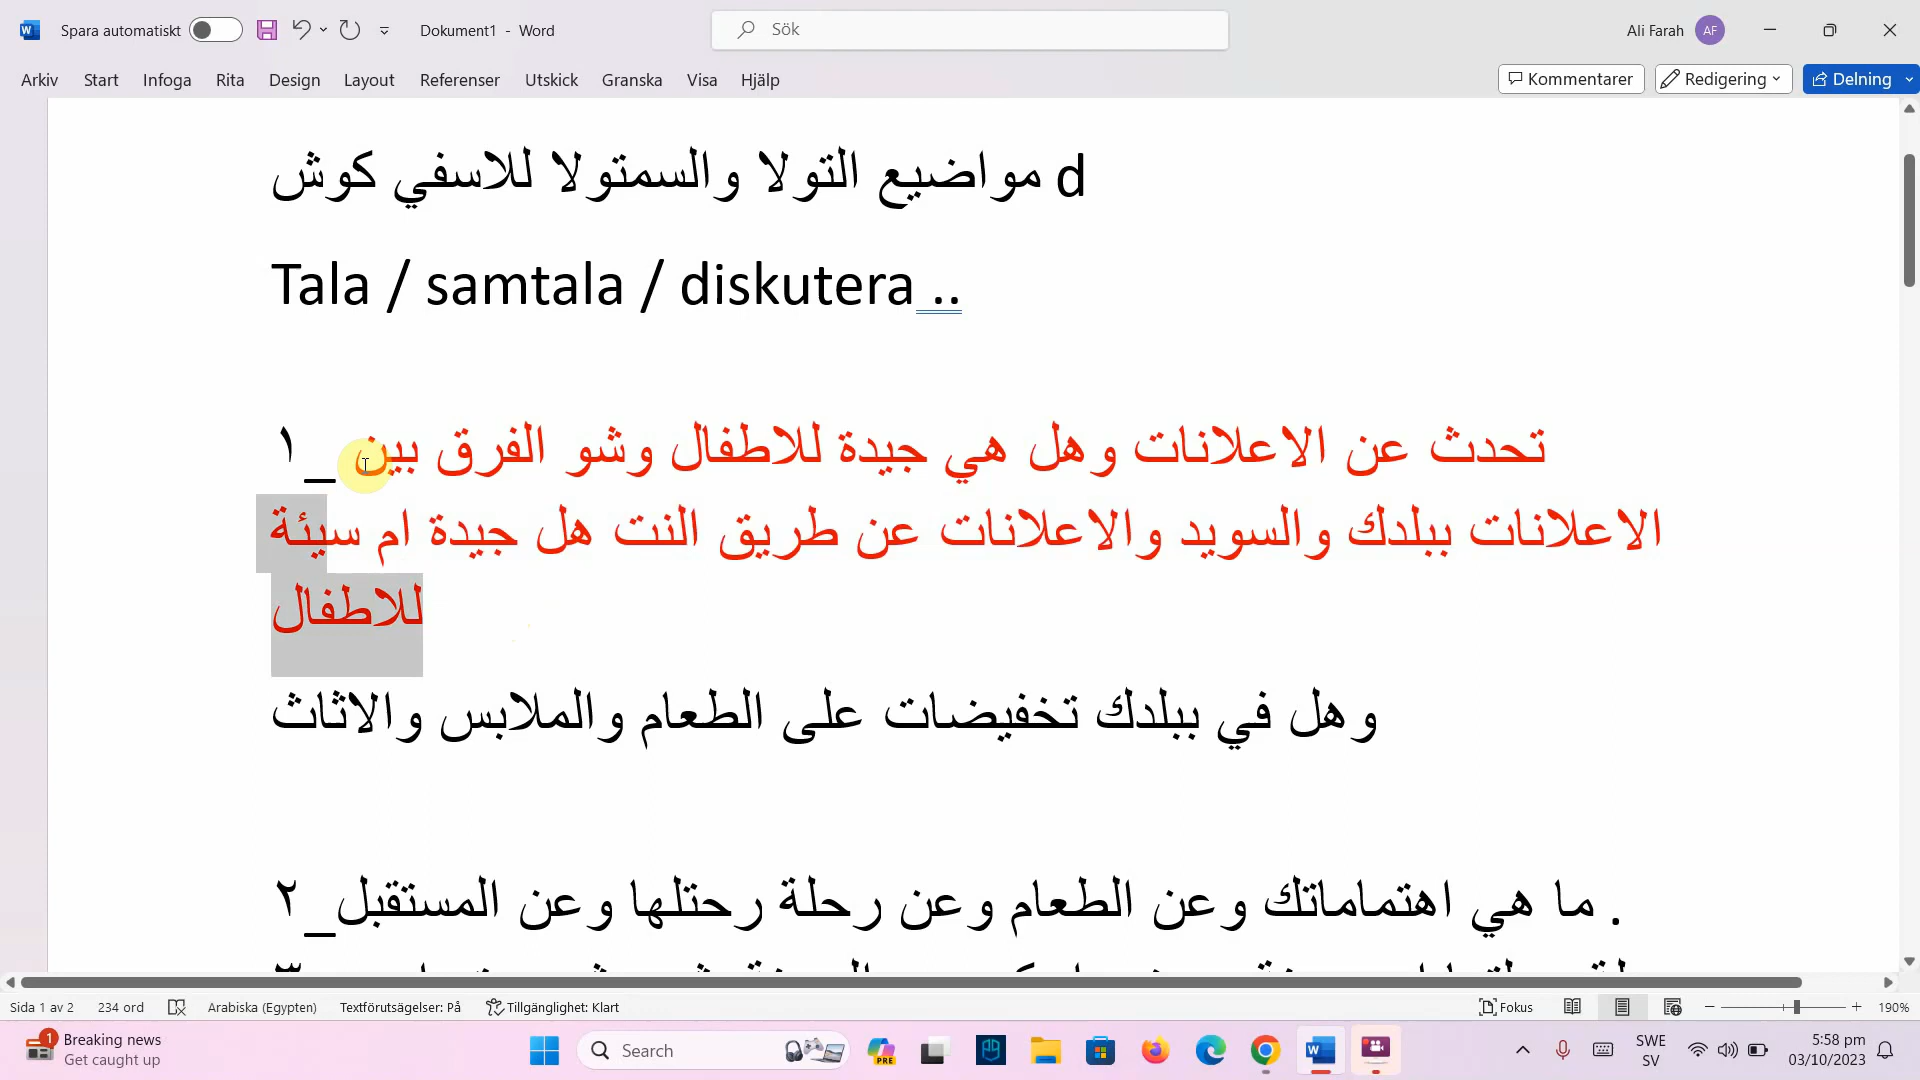 Spara automatiskt
Dokument1 - Word
Sök
Ali Farah AF
Arkiv Start Infoga Rita Design Layout Referenser Utskick Granska Visa Hjälp
Kommentarer Redigering Delning
مواضيع التولا والسمتولا للاسفي كوش d
Tala / samtala / diskutera ..
١_ تحدث عن الاعلانات وهل هي جيدة للاطفال وشو الفرق بين
الاعلانات ببلدك والسويد والاعلانات عن طريق النت هل جيدة ام سيئة
للاطفال
وهل في ببلدك تخفيضات على الطعام والملابس والاثاث
٢_ ما هي اهتماماتك وعن الطعام وعن رحلة رحتلها وعن المستقبل .
Sida 1 av 2 234 ord Arabiska (Egypten) Textförutsägelser: På Tillgänglighet: Klart Fokus 190%
1 Breaking news
Get caught up
Search
PRE
SWE
SV
5:58 pm
03/10/2023